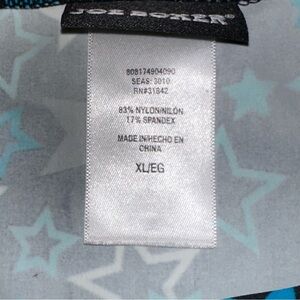 JOE BOXER®
808174904090
SEAS: 3010
RN#31842
83% NYLON/NILÓN
17% SPANDEX
MADE IN/HECHO EN
CHINA
XL/EG